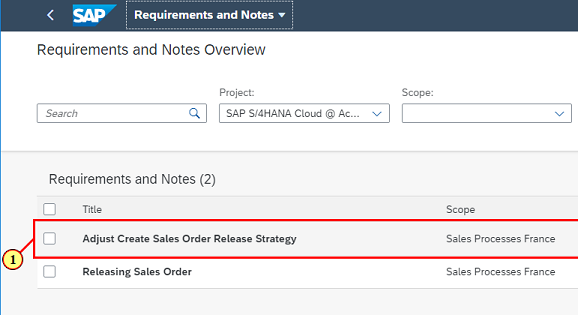 SAP Requirements and Notes
Requirements and Notes Overview
Project: Scope:
Search SAP S/4HANA Cloud @ Ac...
Requirements and Notes (2)
Title Scope
Adjust Create Sales Order Release Strategy Sales Processes France
1
Releasing Sales Order Sales Processes France